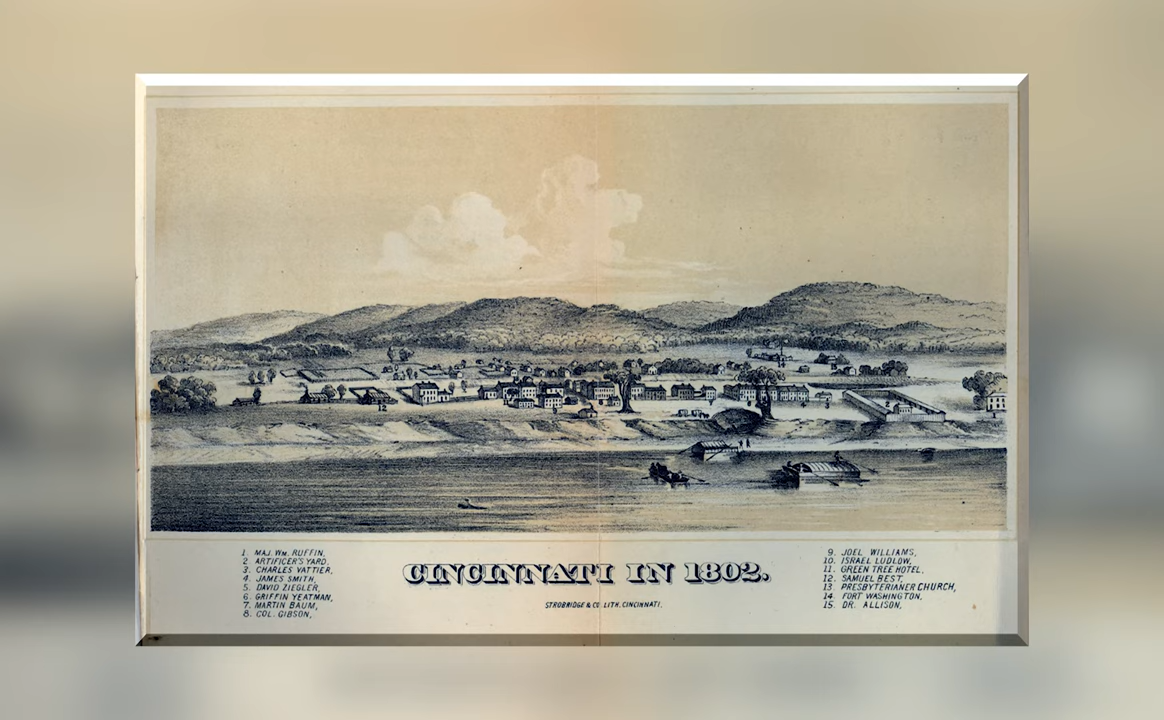 1. MAJ. WM. RUFFIN,
2 ARTIFICER'S YARD.
3. CHARLES VATTIER,
4. JAMES SMITH,
5. DAVID ZIEGLER,
6. GRIFFIN YEATMAN,
7. MARTIN BAUM,
8. COL. GIBSON,
CINCINNATI IN 1802.
STROBRIDGE & CO. LITH. CINCINNATI.
9. JOEL WILLIAMS,
10. ISRAEL LUDLOW,
11. GREEN TREE HOTEL,
12. SAMUEL BEST,
13. PRESBYTERIANER CHURCH,
14. FORT WASHINGTON,
15. DR. ALLISON,
12